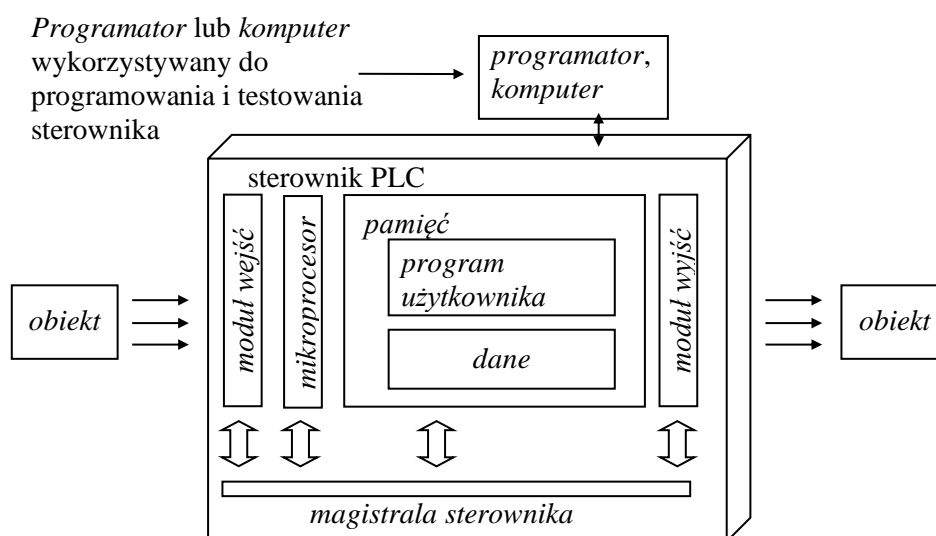 Programator lub komputer
wykorzystywany do
programowania i testowania
sterownika
programator,
komputer
sterownik PLC
moduł wejść
mikroprocesor
pamięć
program
użytkownika
dane
moduł wyjść
obiekt
obiekt
magistrala sterownika